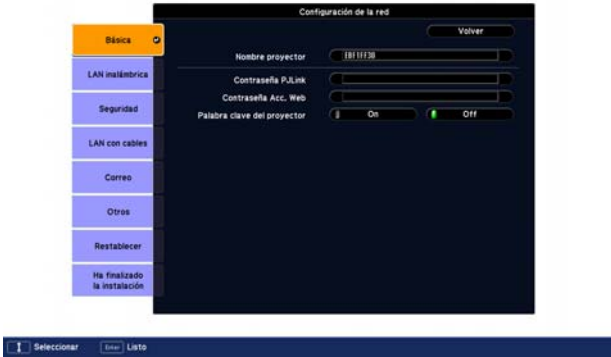 Configuración de la red
Volver
Básica
Nombre proyector EBF1FF3B
LAN inalámbrica
Contraseña PJLink
Contraseña Acc. Web
Seguridad
Palabra clave del proyector On Off
LAN con cables
Correo
Otros
Restablecer
Ha finalizado
la instalación
Seleccionar Enter Listo